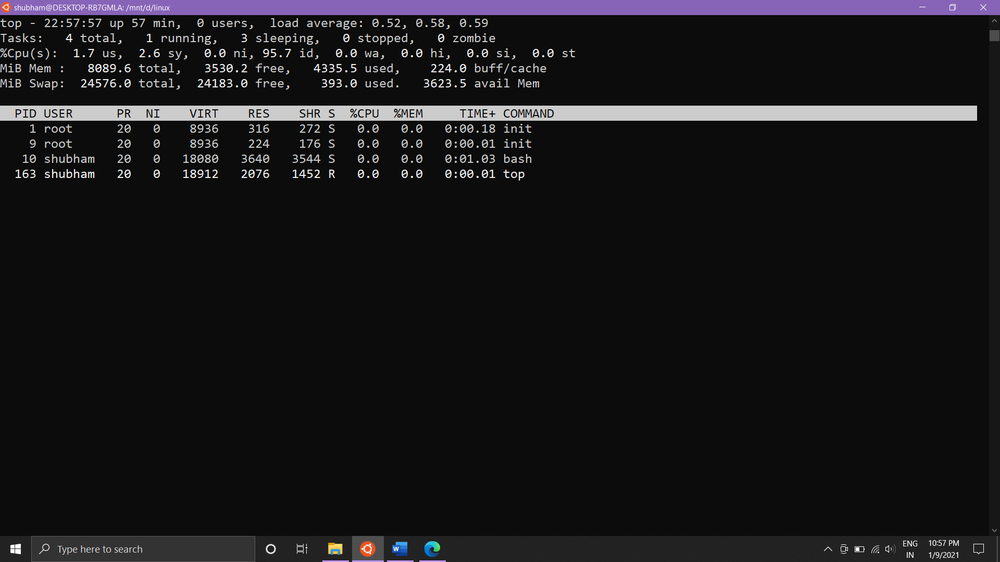 shubham@DESKTOP-RB7GMLA: /mnt/d/linux
top - 22:57:57 up 57 min,  0 users,  load average: 0.52, 0.58, 0.59
Tasks:   4 total,   1 running,   3 sleeping,   0 stopped,   0 zombie
%Cpu(s):  1.7 us,  2.6 sy,  0.0 ni, 95.7 id,  0.0 wa,  0.0 hi,  0.0 si,  0.0 st
MiB Mem :   8089.6 total,   3530.2 free,   4335.5 used,    224.0 buff/cache
MiB Swap:  24576.0 total,  24183.0 free,    393.0 used.   3623.5 avail Mem
  PID USER      PR  NI    VIRT    RES    SHR S  %CPU  %MEM     TIME+ COMMAND
    1 root      20   0    8936    316    272 S   0.0   0.0   0:00.18 init
    9 root      20   0    8936    224    176 S   0.0   0.0   0:00.01 init
   10 shubham   20   0   18080   3640   3544 S   0.0   0.0   0:01.03 bash
  163 shubham   20   0   18912   2076   1452 R   0.0   0.0   0:00.01 top
Type here to search
W
ENG
IN
10:57 PM
1/9/2021